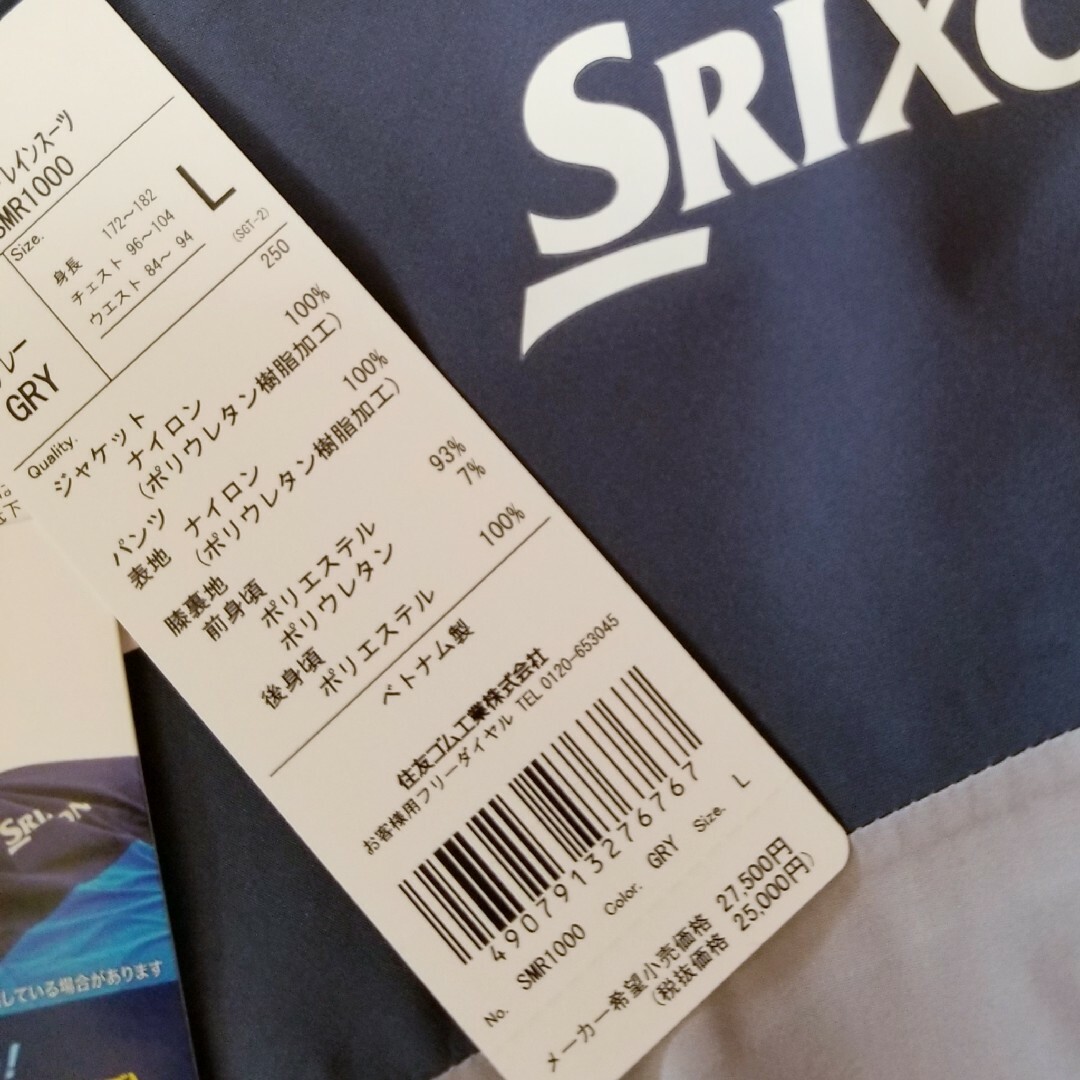 SRIXO
レインスーツ
SMR1000
Size.
L
身長 172～182
チェスト 96～104
ウエスト 84～ 94
(SGT-2)
250
GRY
Quality.
ジャケット
ナイロン 100%
(ポリウレタン樹脂加工)
パンツ
表地 ナイロン 100%
(ポリウレタン樹脂加工)
膝裏地
前身頃 ポリエステル 93%
ポリウレタン 7%
後身頃
ポリエステル 100%
ベトナム製
住友ゴム工業株式会社
お客様用フリーダイヤル TEL 0120-653045
4907913276767
No. SMR1000 Color. GRY Size. L
メーカー希望小売価格 27,500円
(税抜価格 25,000円)
SRIXON
している場合があります
!